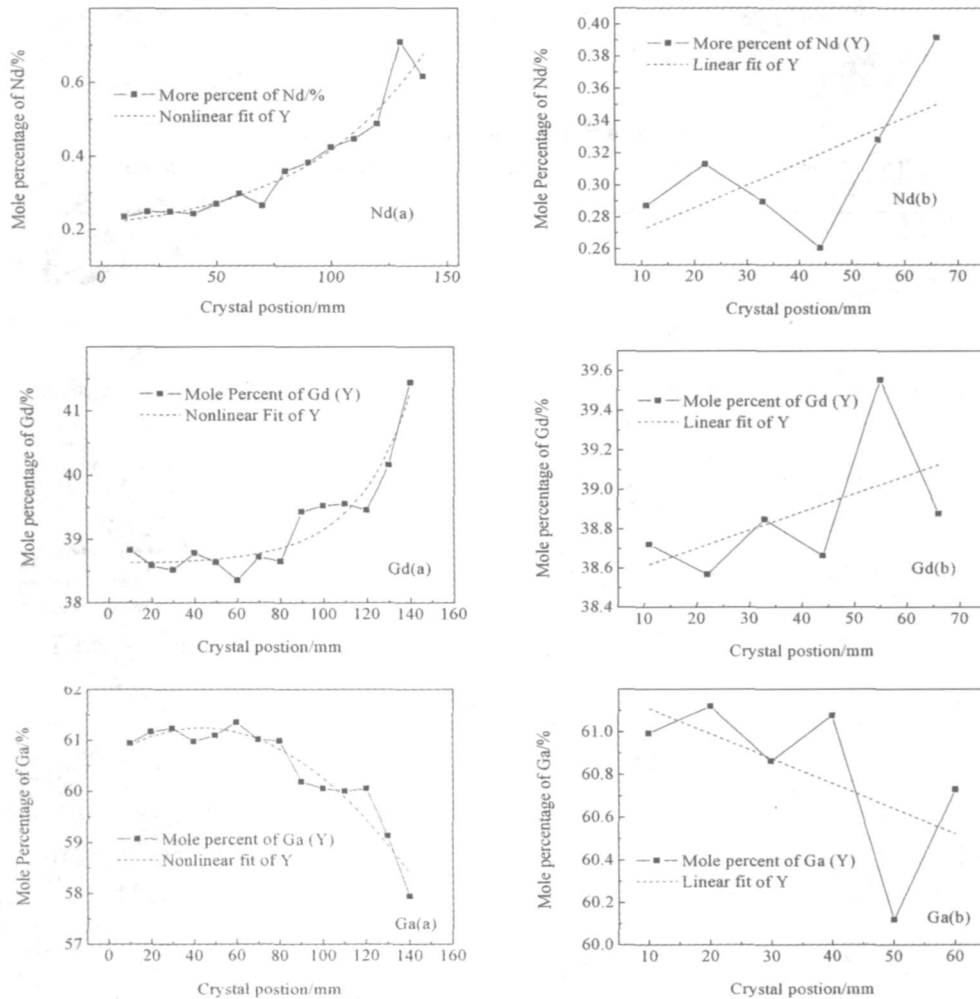 Mole percentage of Nd/%
0.6
0.4
0.2
More percent of Nd/%
Nonlinear fit of Y
Nd(a)
0 50 100 150
Crystal postion/mm
Mole Percentage of Nd/%
0.40
0.38
0.36
0.34
0.32
0.30
0.28
0.26
More percent of Nd (Y)
Linear fit of Y
Nd(b)
10 20 30 40 50 60 70
Crystal postion/mm
Mole percentage of Gd/%
41
40
39
38
Mole Percent of Gd (Y)
Nonlinear Fit of Y
Gd(a)
0 20 40 60 80 100 120 140 160
Crystal postion/mm
Mole percentage of Gd/%
39.6
39.4
39.2
39.0
38.8
38.6
38.4
Mole percent of Gd (Y)
Linear fit of Y
Gd(b)
10 20 30 40 50 60 70
Crystal postion/mm
Mole Percentage of Ga/%
62
61
60
59
58
57
Mole percent of Ga (Y)
Nonlinear fit of Y
Ga(a)
0 20 40 60 80 100 120 140 160
Crystal postion/mm
Mole percentage of Ga/%
61.0
60.8
60.6
60.4
60.2
60.0
Mole percent of Ga (Y)
Linear fit of Y
Ga(b)
10 20 30 40 50 60
Crystal postion/mm